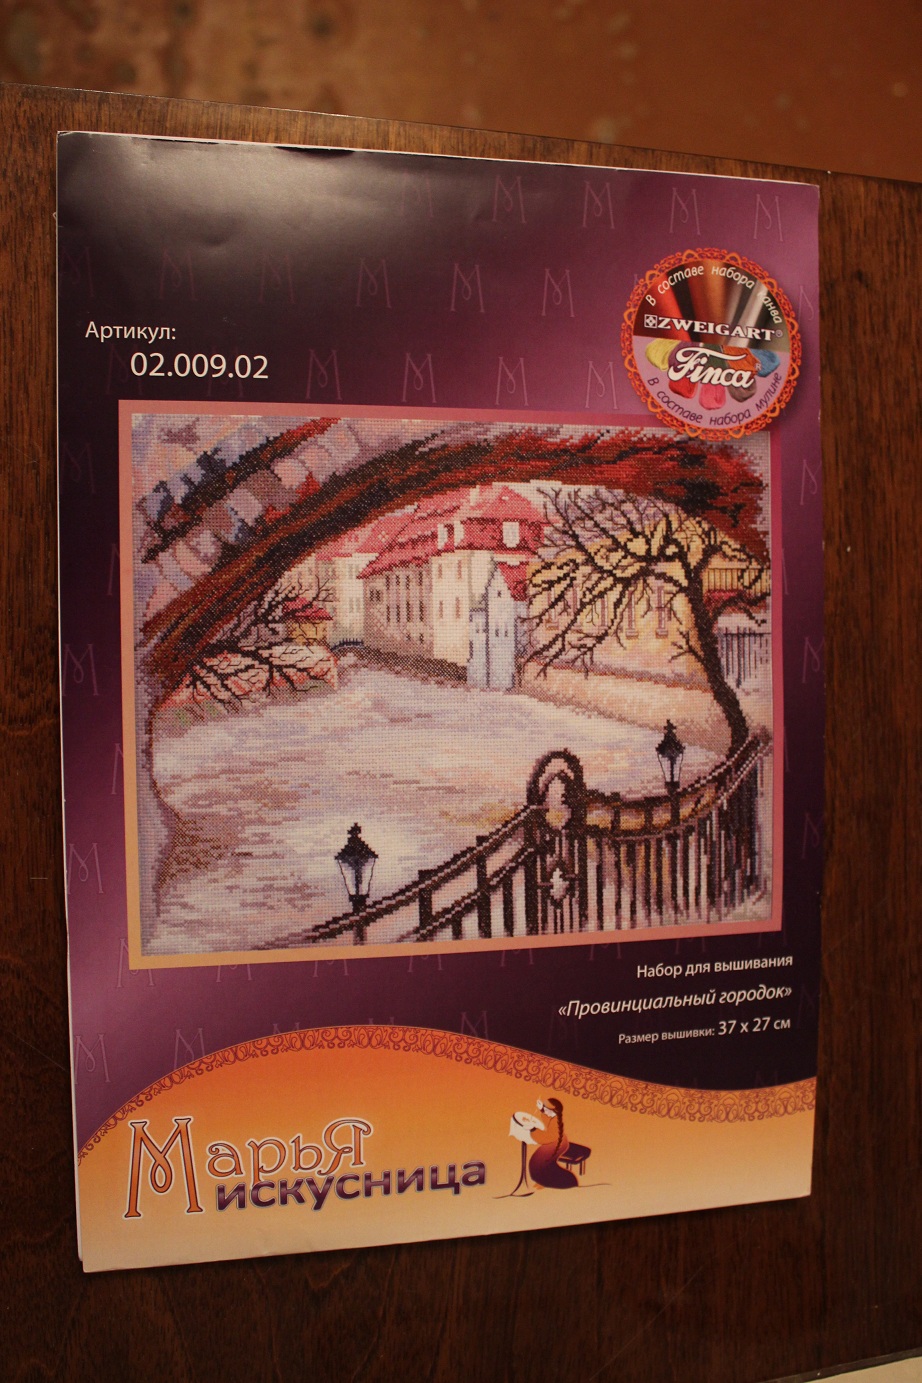 Артикул:
02.009.02
В составе набора канва
ZWEIGART®
Finca
В составе набора мулине
Набор для вышивания
«Провинциальный городок»
Размер вышивки: 37 х 27 см
МарьЯ
искусница